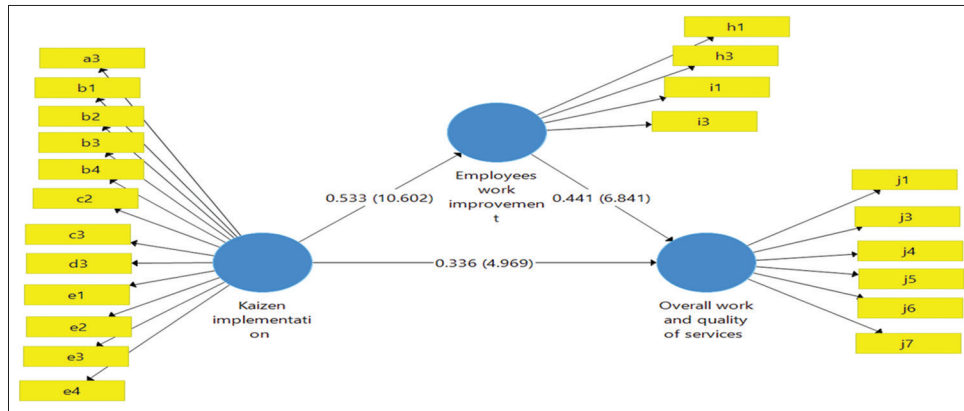 a3
b1
b2
b3
b4
c2
c3
d3
e1
e2
e3
e4
Kaizen
implementati
on
0.533 (10.602)
Employees
work
improvemen
t
h1
h3
i1
i3
0.441 (6.841)
0.336 (4.969)
Overall work
and quality
of services
j1
j3
j4
j5
j6
j7